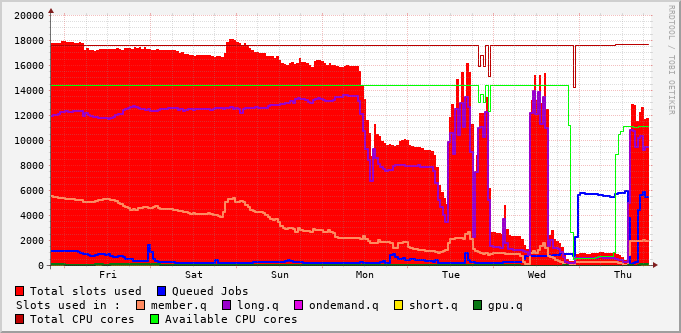 20000
18000
16000
14000
12000
10000
8000
6000
4000
2000
0
Fri Sat Sun Mon Tue Wed Thu
RRDTOOL / TOBI OETIKER
Total slots used Queued Jobs
Slots used in : member.q long.q ondemand.q short.q gpu.q
Total CPU cores Available CPU cores